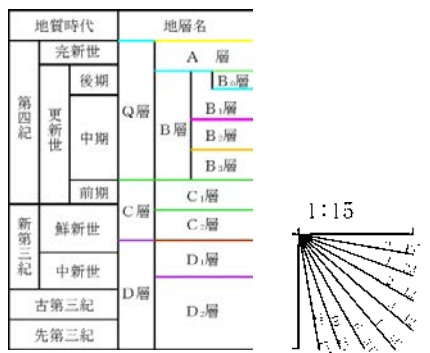 地質時代 地層名
完新世 A 層
後期 B₀層
第四紀 更新世 中期 Q層 B層 B₁層
B₂層
B₃層
前期 C₁層
新第三紀 鮮新世 C層 C₂層
中新世 D₁層
古第三紀 D層 D₂層
先第三紀
1:15